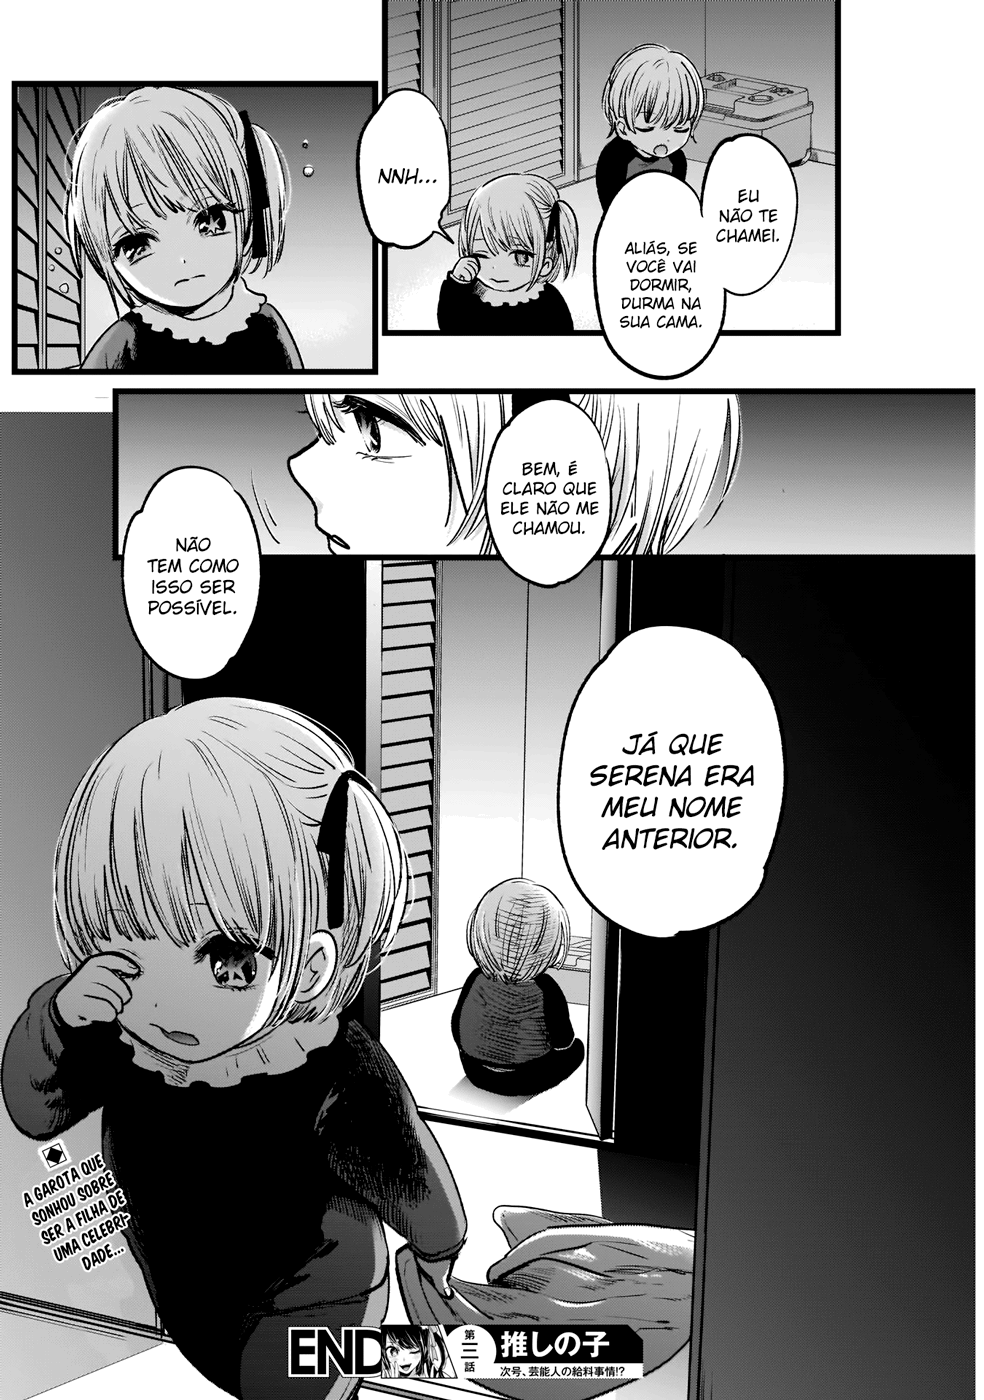 EU
NÃO TE
CHAMEI.
ALIÁS, SE
VOCÊ VAI
DORMIR,
DURMA NA
SUA CAMA.
NNH...
BEM, É
CLARO QUE
ELE NÃO ME
CHAMOU.
NÃO
TEM COMO
ISSO SER
POSSÍVEL.
JÁ QUE
SERENA ERA
MEU NOME
ANTERIOR.
A GAROTA QUE
SONHOU SOBRE
SER A FILHA DE
UMA CELEBRI-
DADE...
END
第三話
推しの子
次号、芸能人の給料事情!?